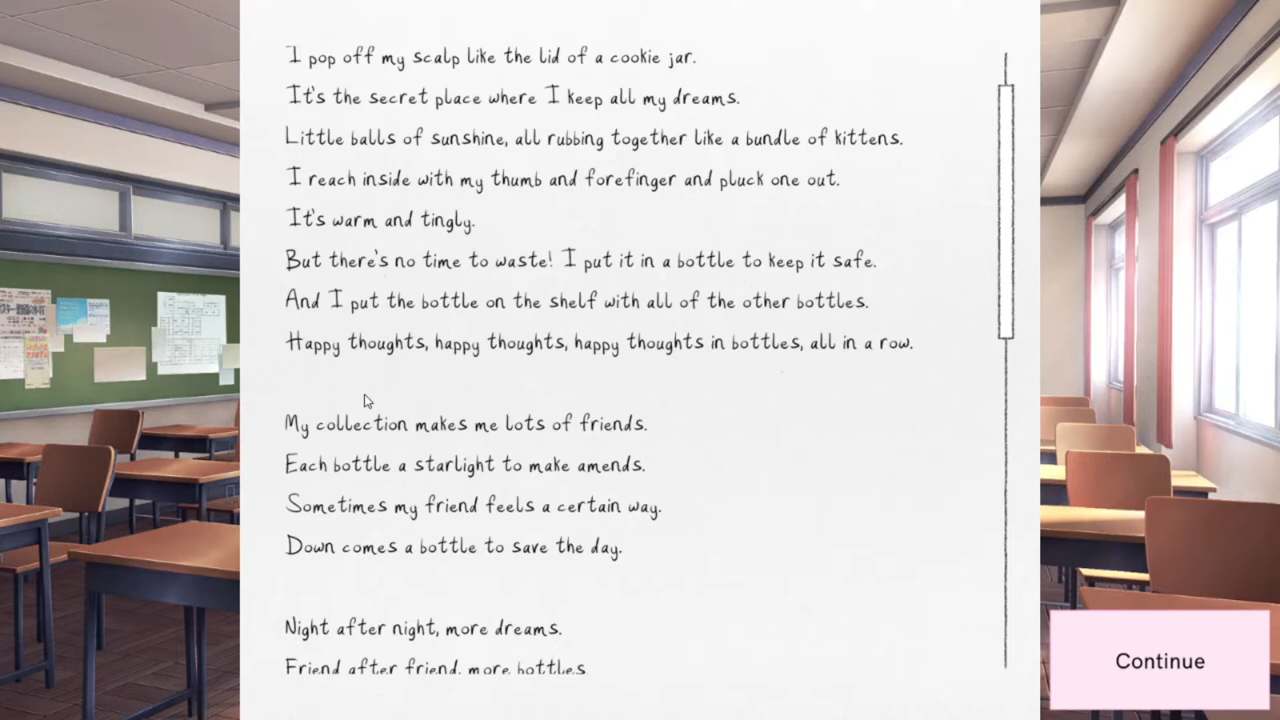 I pop off my scalp like the lid of a cookie jar.
It's the secret place where I keep all my dreams.
Little balls of sunshine, all rubbing together like a bundle of kittens.
I reach inside with my thumb and forefinger and pluck one out.
It's warm and tingly.
But there's no time to waste! I put it in a bottle to keep it safe.
And I put the bottle on the shelf with all of the other bottles.
Happy thoughts, happy thoughts, happy thoughts in bottles, all in a row.
My collection makes me lots of friends.
Each bottle a starlight to make amends.
Sometimes my friend feels a certain way.
Down comes a bottle to save the day.
Night after night, more dreams.
Friend after friend, more bottles
Continue